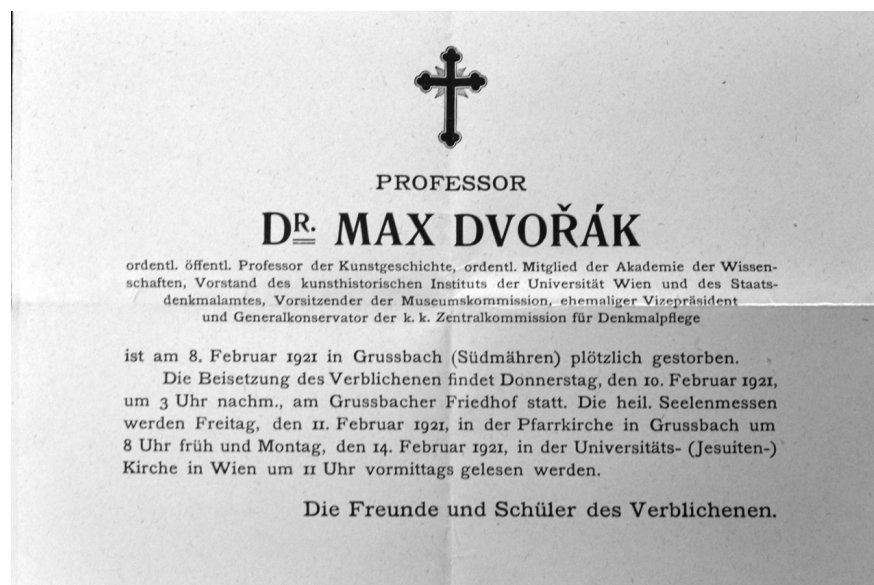 PROFESSOR
DR. MAX DVOŘÁK
ordentl. öffentl. Professor der Kunstgeschichte, ordentl. Mitglied der Akademie der Wissen-
schaften, Vorstand des kunsthistorischen Instituts der Universität Wien und des Staats-
denkmalamtes, Vorsitzender der Museumskommission, ehemaliger Vizepräsident
und Generalkonservator der k. k. Zentralkommission für Denkmalpflege
ist am 8. Februar 1921 in Grussbach (Südmähren) plötzlich gestorben.
Die Beisetzung des Verblichenen findet Donnerstag, den 10. Februar 1921,
um 3 Uhr nachm., am Grussbacher Friedhof statt. Die heil. Seelenmessen
werden Freitag, den 11. Februar 1921, in der Pfarrkirche in Grussbach um
8 Uhr früh und Montag, den 14. Februar 1921, in der Universitäts- (Jesuiten-)
Kirche in Wien um 11 Uhr vormittags gelesen werden.
Die Freunde und Schüler des Verblichenen.